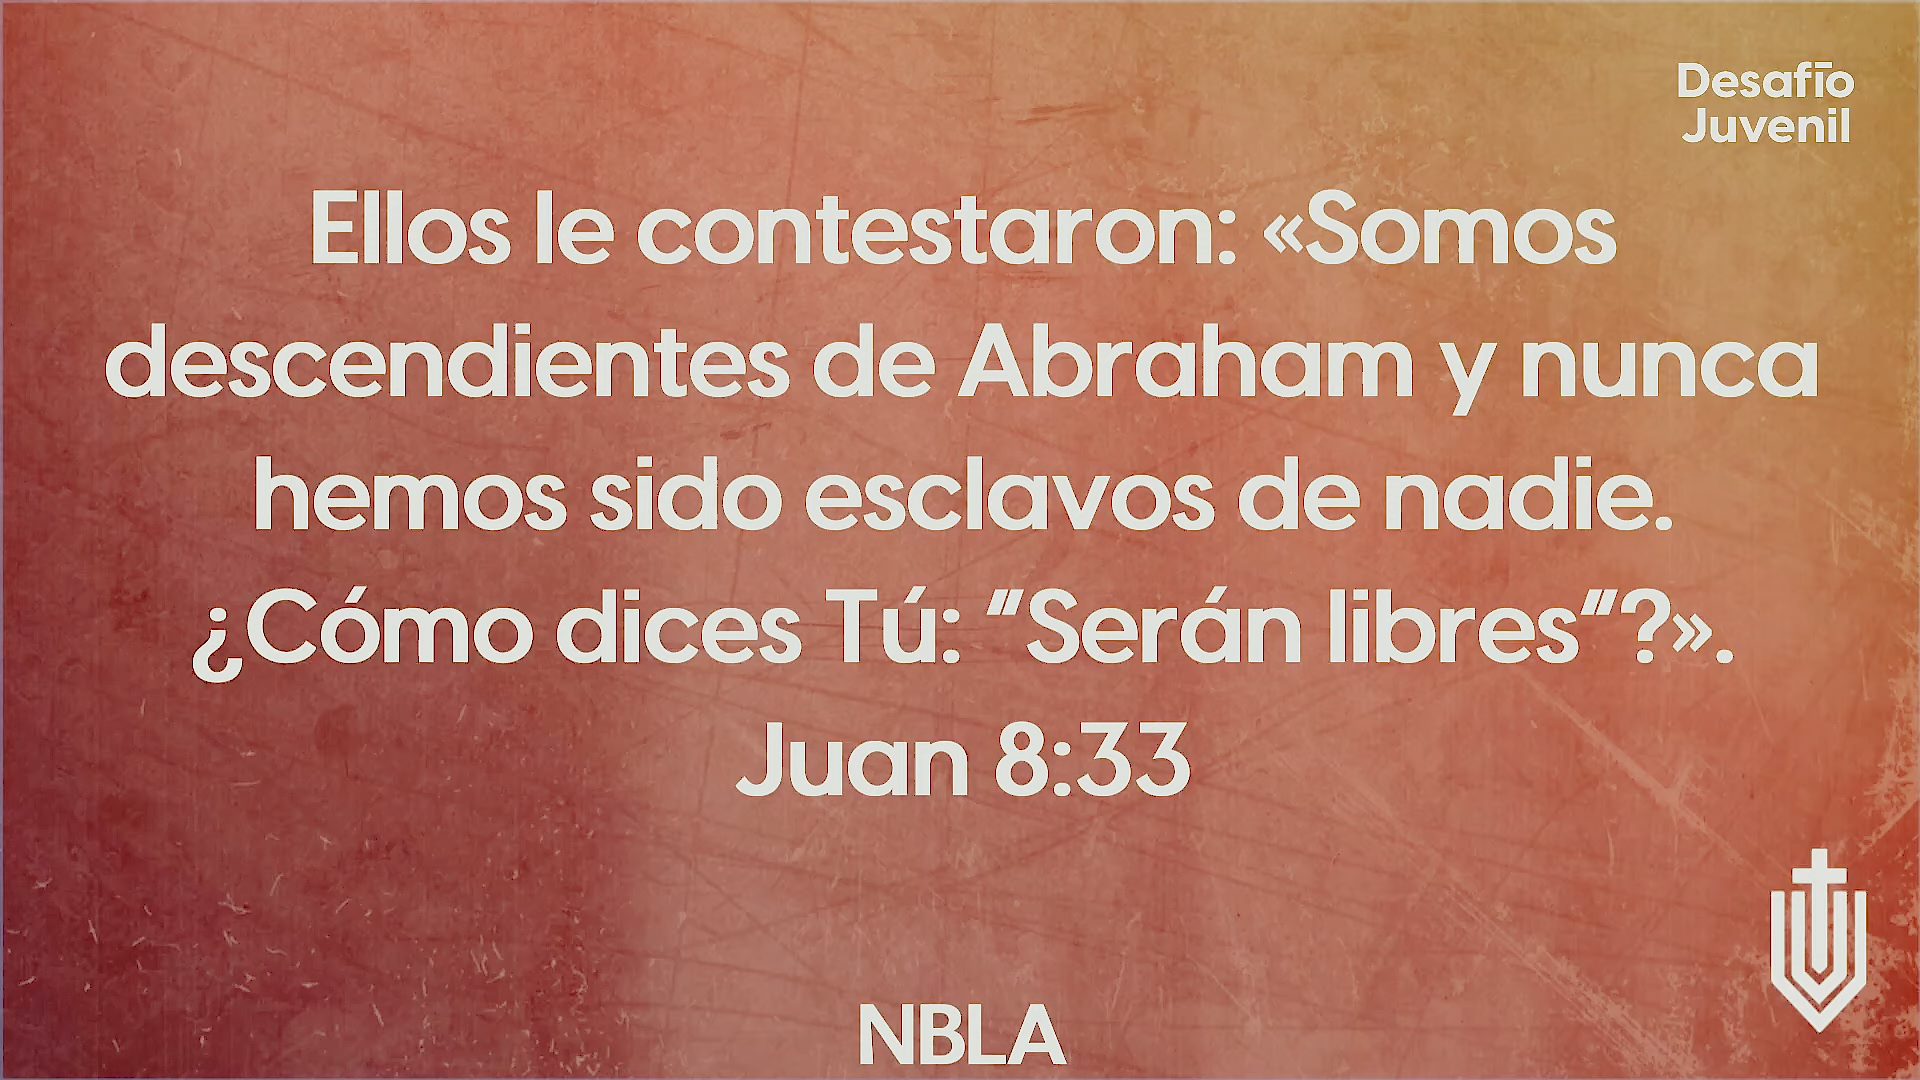 Desafío
Juvenil
Ellos le contestaron: «Somos
descendientes de Abraham y nunca
hemos sido esclavos de nadie.
¿Cómo dices Tú: “Serán libres“?».
Juan 8:33
NBLA